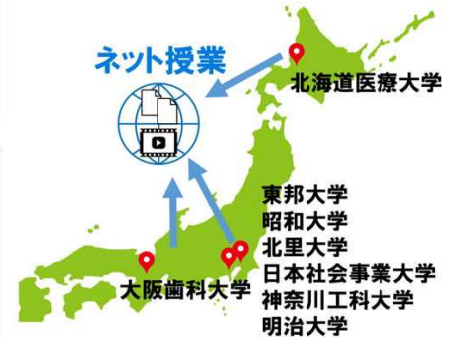 ネット授業
北海道医療大学
東邦大学
昭和大学
北里大学
日本社会事業大学
神奈川工科大学
明治大学
大阪歯科大学